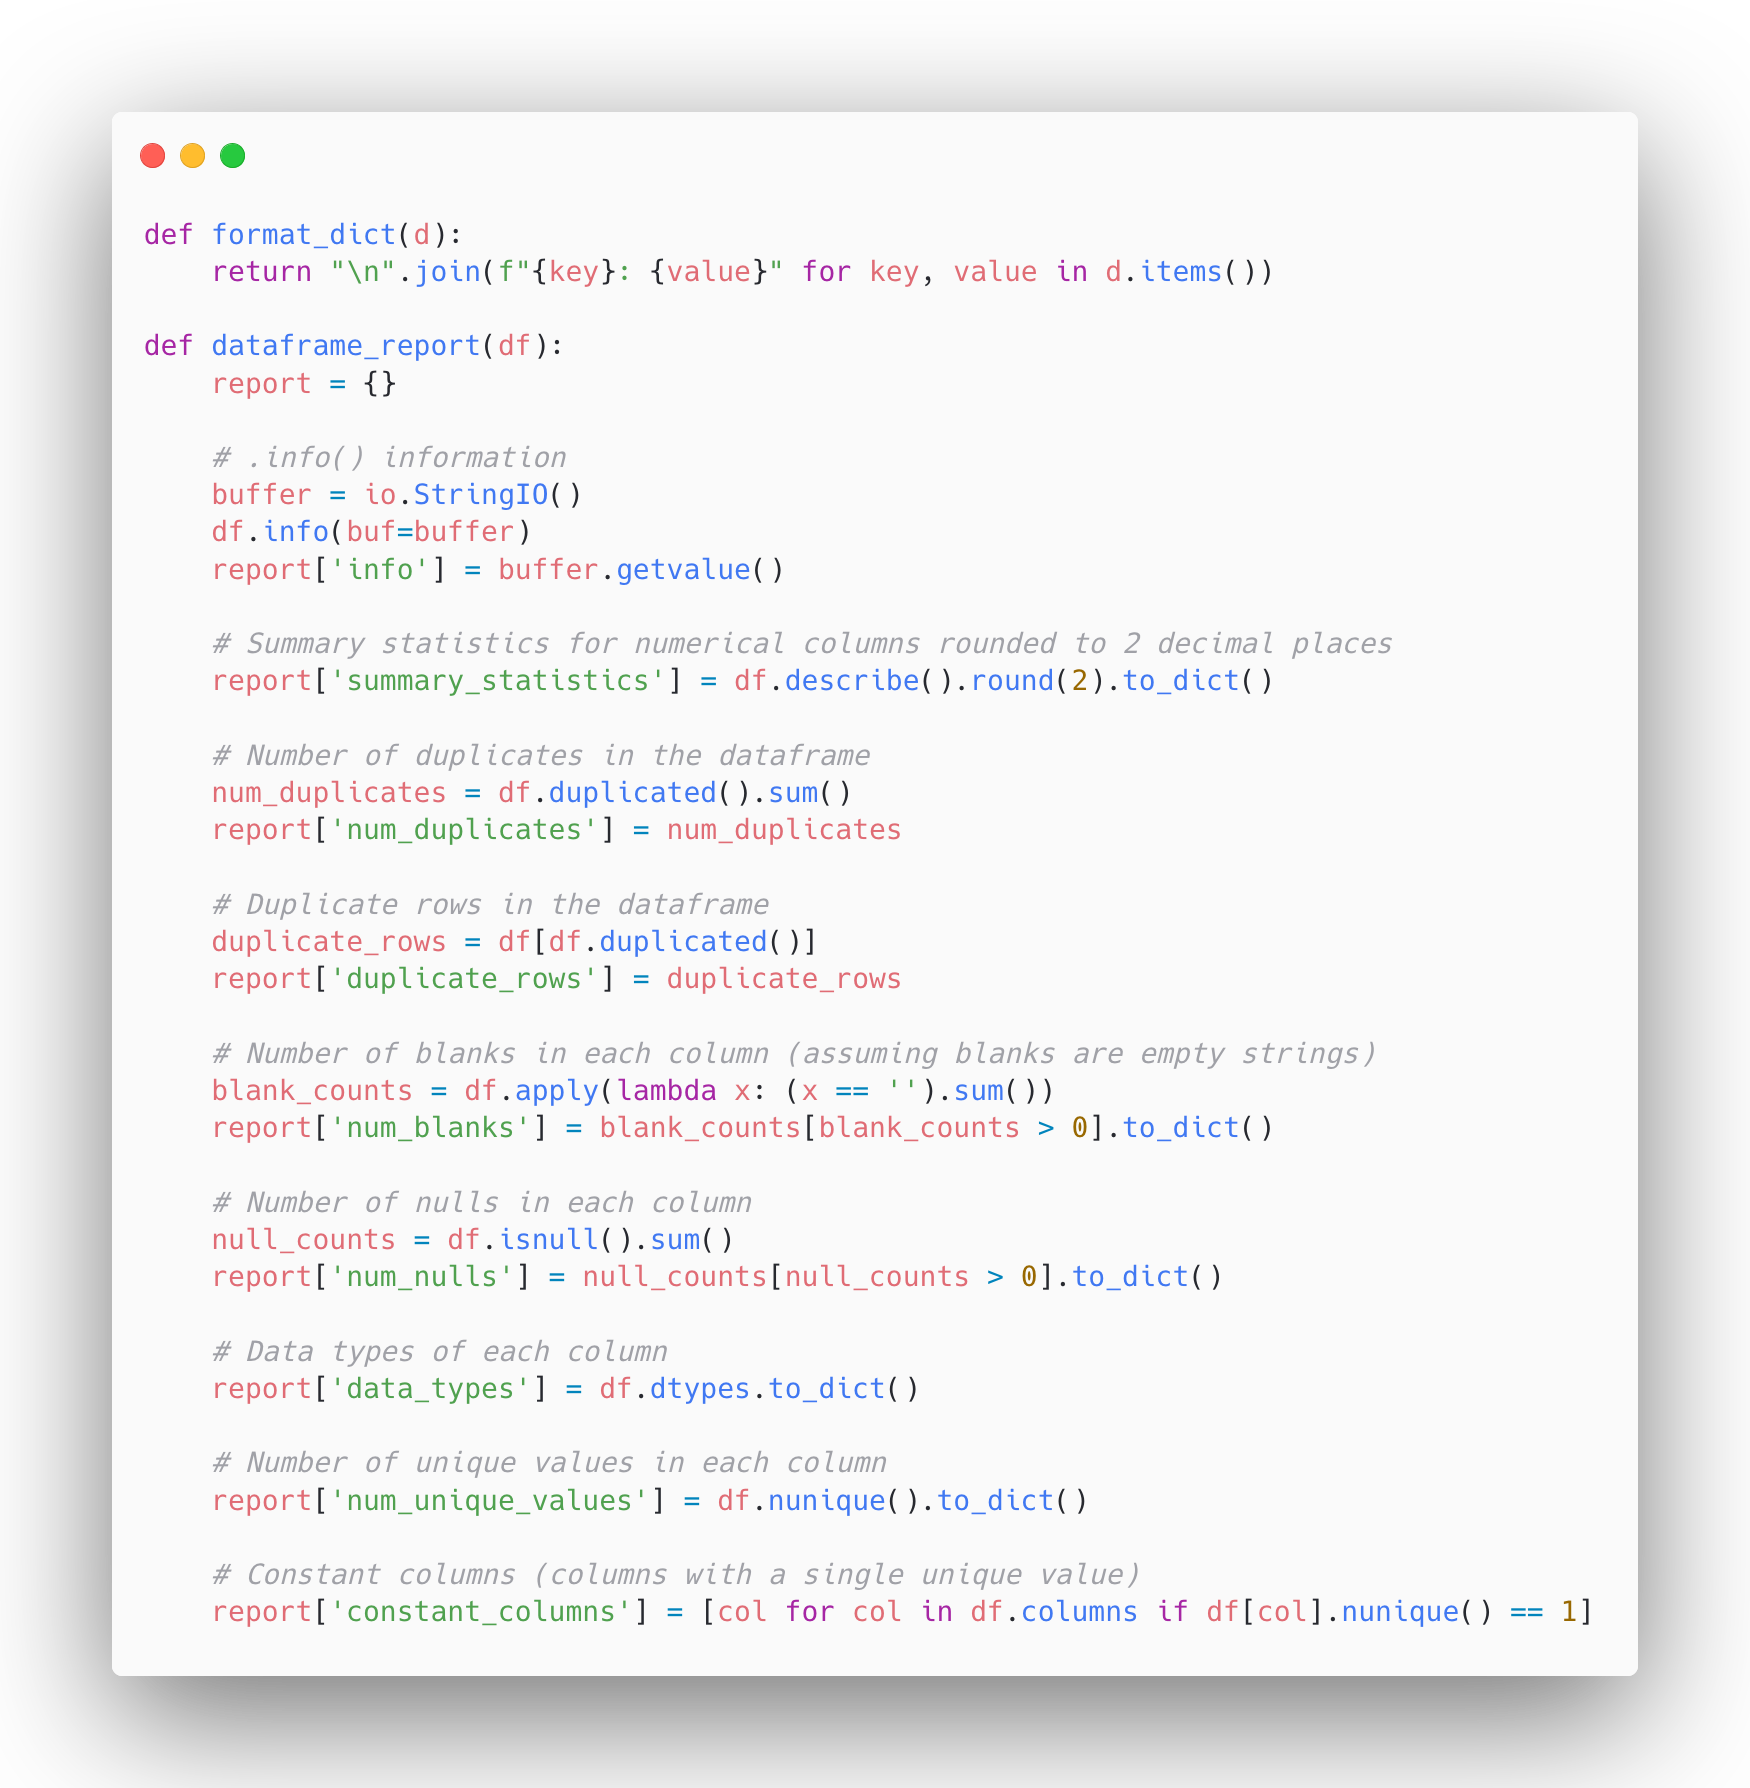 def format_dict(d):
    return "\n".join(f"{key}: {value}" for key, value in d.items())

def dataframe_report(df):
    report = {}

    # .info() information
    buffer = io.StringIO()
    df.info(buf=buffer)
    report['info'] = buffer.getvalue()

    # Summary statistics for numerical columns rounded to 2 decimal places
    report['summary_statistics'] = df.describe().round(2).to_dict()

    # Number of duplicates in the dataframe
    num_duplicates = df.duplicated().sum()
    report['num_duplicates'] = num_duplicates

    # Duplicate rows in the dataframe
    duplicate_rows = df[df.duplicated()]
    report['duplicate_rows'] = duplicate_rows

    # Number of blanks in each column (assuming blanks are empty strings)
    blank_counts = df.apply(lambda x: (x == '').sum())
    report['num_blanks'] = blank_counts[blank_counts > 0].to_dict()

    # Number of nulls in each column
    null_counts = df.isnull().sum()
    report['num_nulls'] = null_counts[null_counts > 0].to_dict()

    # Data types of each column
    report['data_types'] = df.dtypes.to_dict()

    # Number of unique values in each column
    report['num_unique_values'] = df.nunique().to_dict()

    # Constant columns (columns with a single unique value)
    report['constant_columns'] = [col for col in df.columns if df[col].nunique() == 1]